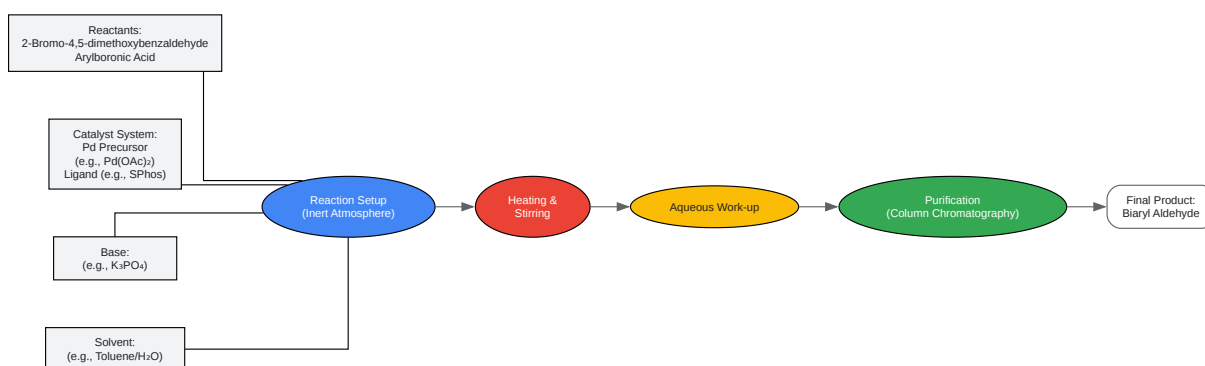 Reactants:
2-Bromo-4,5-dimethoxybenzaldehyde
Arylboronic Acid
Catalyst System:
Pd Precursor
(e.g., Pd(OAc)₂)
Ligand (e.g., SPhos)
Base:
(e.g., K₃PO₄)
Solvent:
(e.g., Toluene/H₂O)
Reaction Setup
(Inert Atmosphere)
Heating &
Stirring
Aqueous Work-up
Purification
(Column Chromatography)
Final Product:
Biaryl Aldehyde